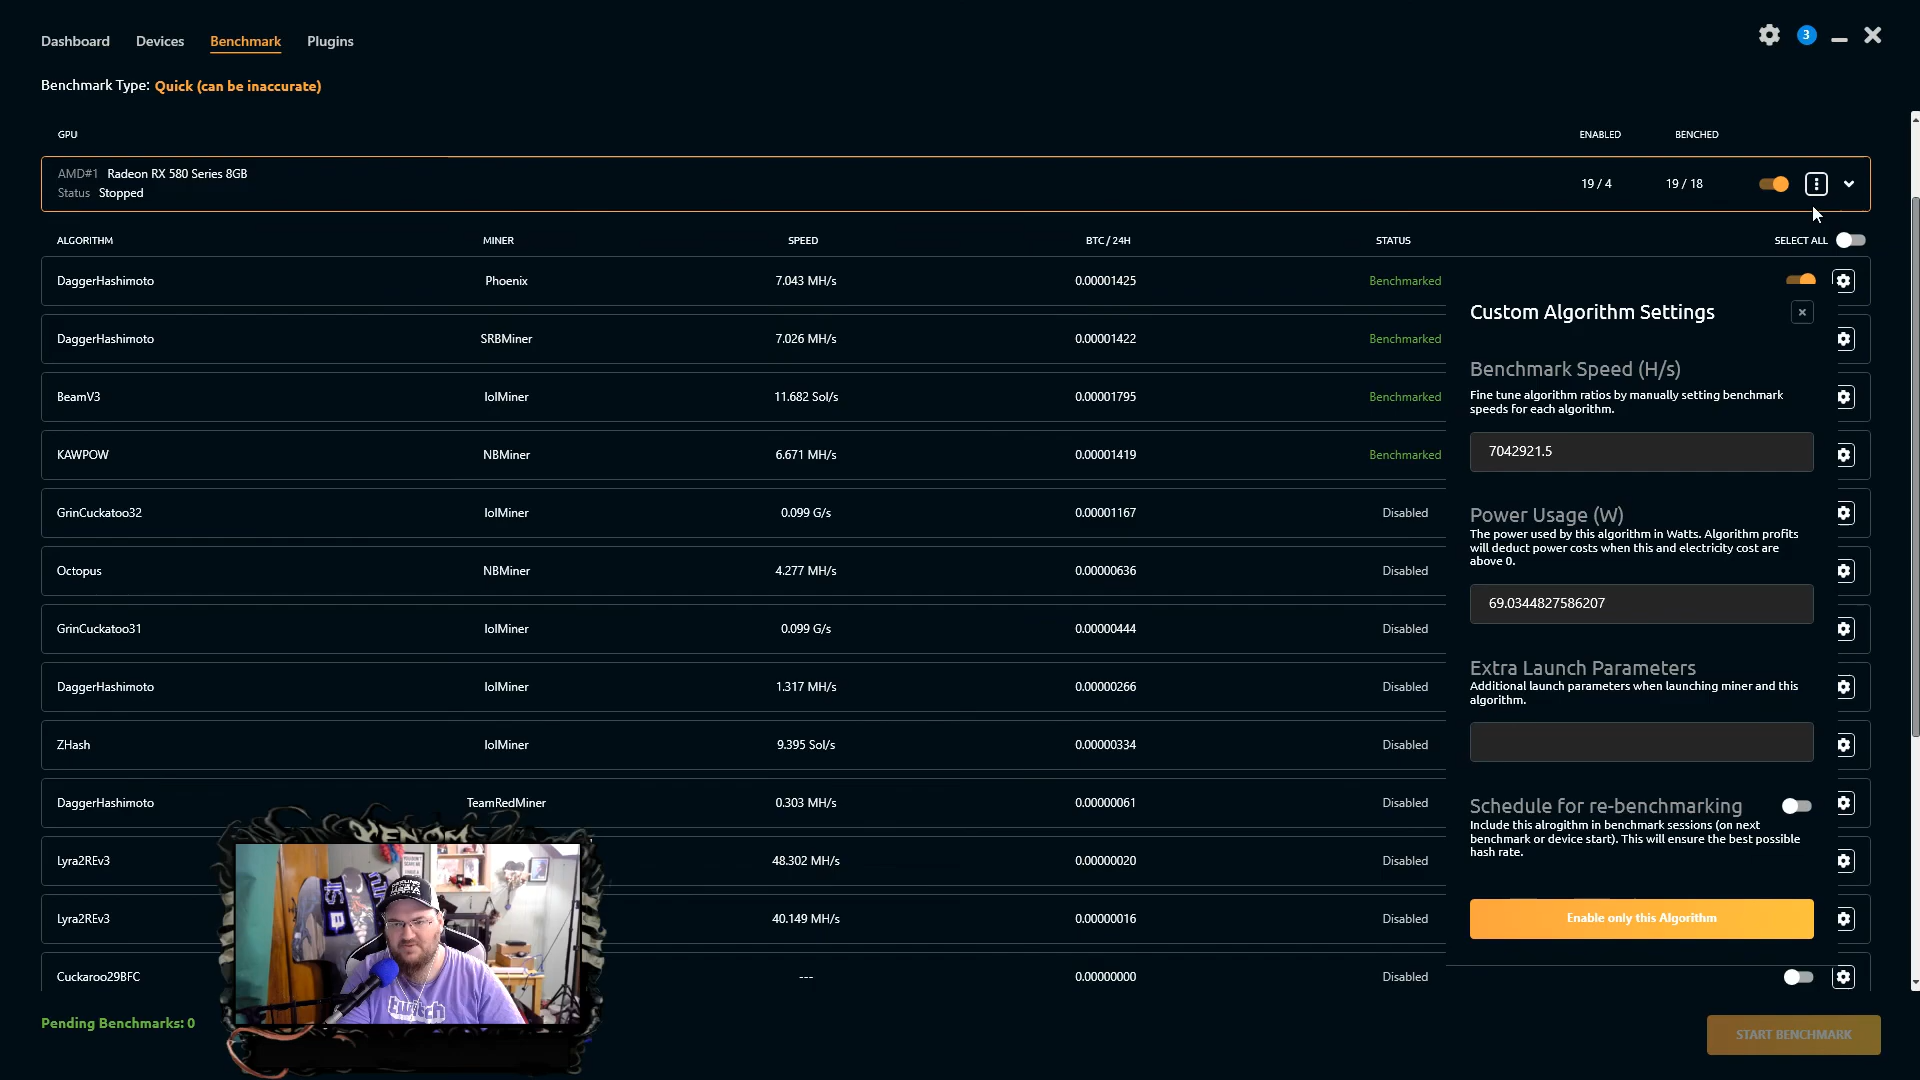 Dashboard Devices Benchmark Plugins 3
Benchmark Type: Quick (can be inaccurate)
GPU ENABLED BENCHED
AMD#1 Radeon RX 580 Series 8GB
Status Stopped
19 / 4 19 / 18
ALGORITHM MINER SPEED BTC / 24H STATUS SELECT ALL
DaggerHashimoto Phoenix 7.043 MH/s 0.00001425 Benchmarked
DaggerHashimoto SRBMiner 7.026 MH/s 0.00001422 Benchmarked
BeamV3 lolMiner 11.682 Sol/s 0.00001795 Benchmarked
KAWPOW NBMiner 6.671 MH/s 0.00001419 Benchmarked
GrinCuckatoo32 lolMiner 0.099 G/s 0.00001167 Disabled
Octopus NBMiner 4.277 MH/s 0.00000636 Disabled
GrinCuckatoo31 lolMiner 0.099 G/s 0.00000444 Disabled
DaggerHashimoto lolMiner 1.317 MH/s 0.00000266 Disabled
ZHash lolMiner 9.395 Sol/s 0.00000334 Disabled
DaggerHashimoto TeamRedMiner 0.303 MH/s 0.00000061 Disabled
Lyra2REv3 48.302 MH/s 0.00000020 Disabled
Lyra2REv3 40.149 MH/s 0.00000016 Disabled
Cuckaroo29BFC --- 0.00000000 Disabled
Custom Algorithm Settings
Benchmark Speed (H/s)
Fine tune algorithm ratios by manually setting benchmark
speeds for each algorithm.
7042921.5
Power Usage (W)
The power used by this algorithm in Watts. Algorithm profits
will deduct power costs when this and electricity cost are
above 0.
69.0344827586207
Extra Launch Parameters
Additional launch parameters when launching miner and this
algorithm.
Schedule for re-benchmarking
Include this alrogithm in benchmark sessions (on next
benchmark or device start). This will ensure the best possible
hash rate.
Enable only this Algorithm
VENOM
twitch
Pending Benchmarks: 0
START BENCHMARK